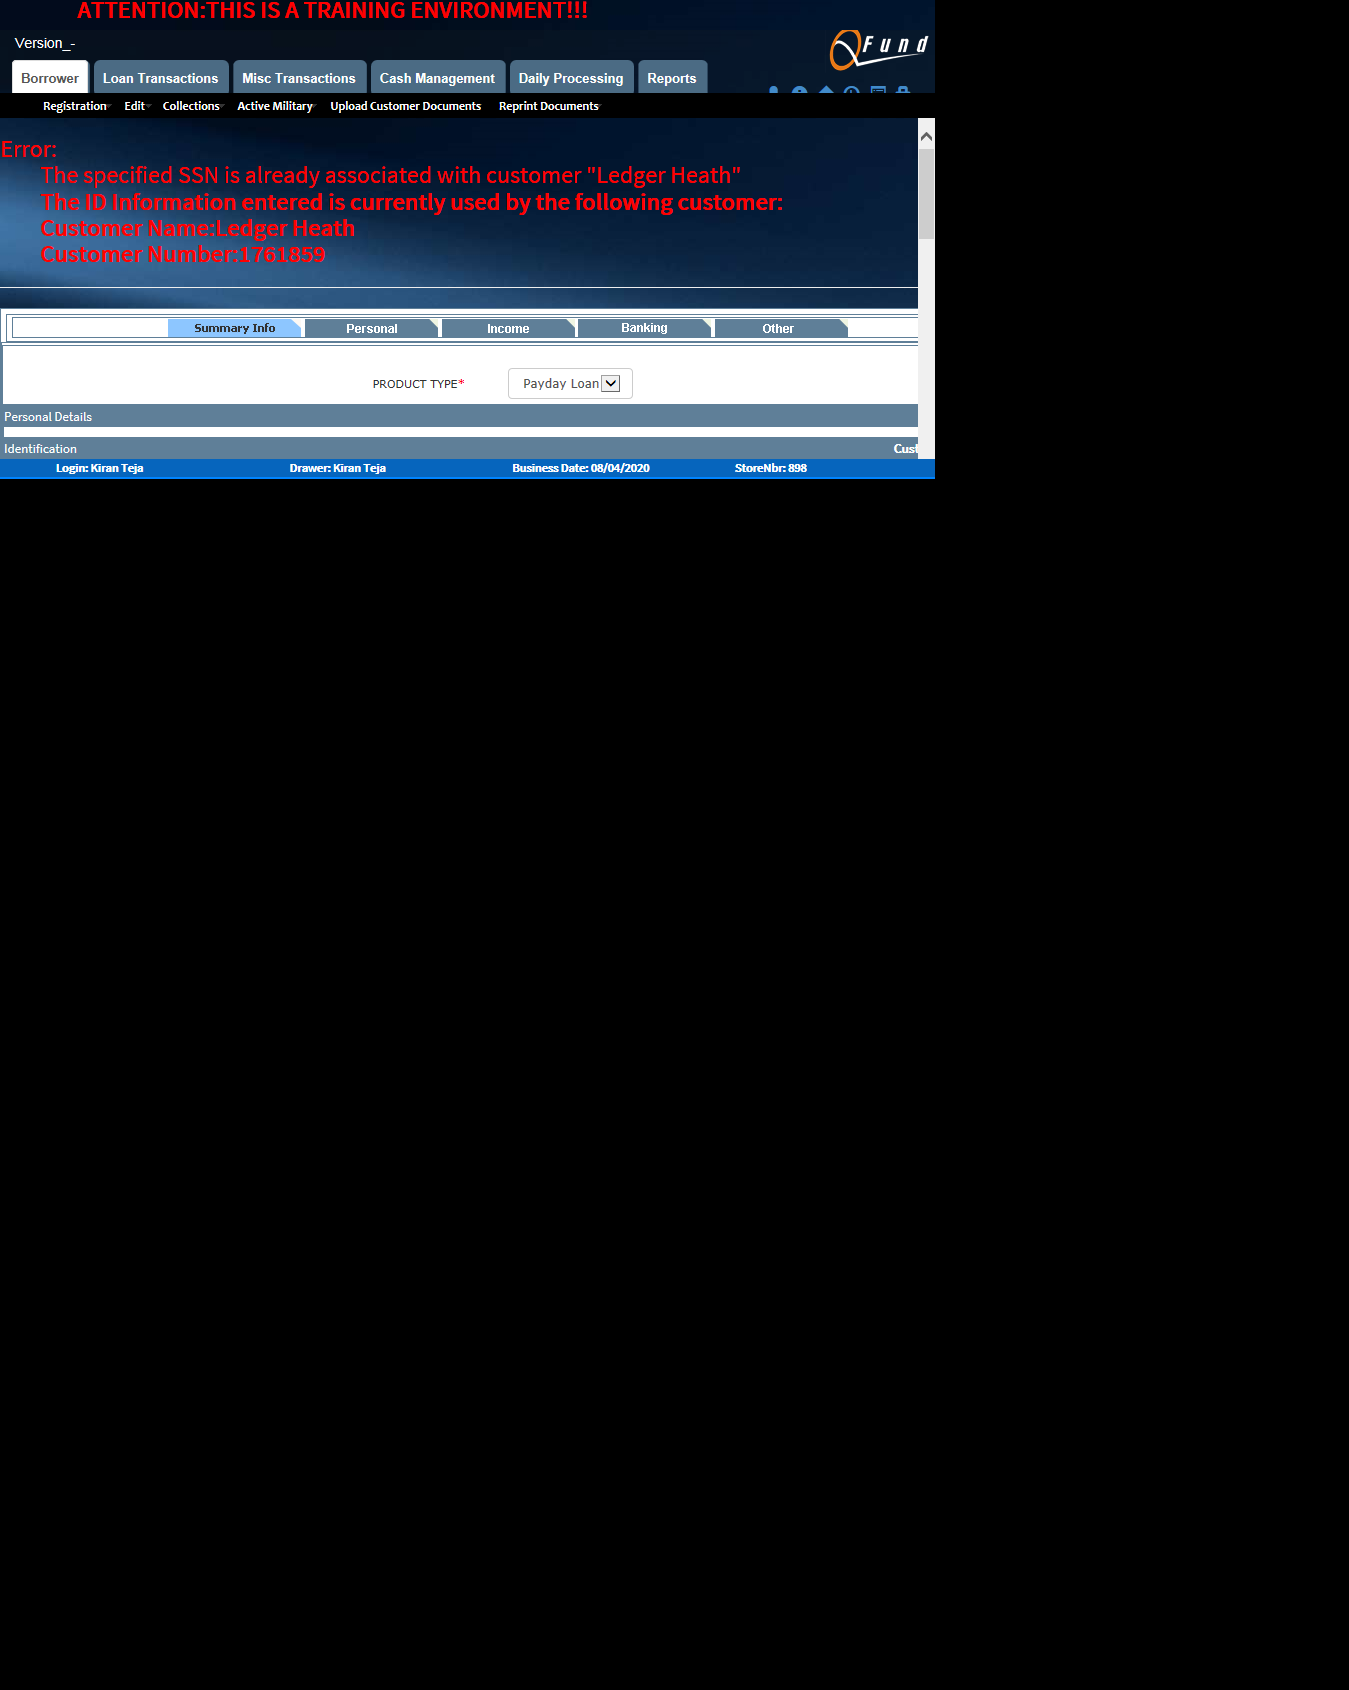 ATTENTION:THIS IS A TRAINING ENVIRONMENT!!!
Version_-
QFund
Borrower Loan Transactions Misc Transactions Cash Management Daily Processing Reports
Registration Edit Collections Active Military Upload Customer Documents Reprint Documents
Error:
The specified SSN is already associated with customer "Ledger Heath"
The ID Information entered is currently used by the following customer:
Customer Name:Ledger Heath
Customer Number:1761859
Summary Info Personal Income Banking Other
PRODUCT TYPE* Payday Loan
Personal Details
Identification Cust
Login: Kiran Teja Drawer: Kiran Teja Business Date: 08/04/2020 StoreNbr: 898